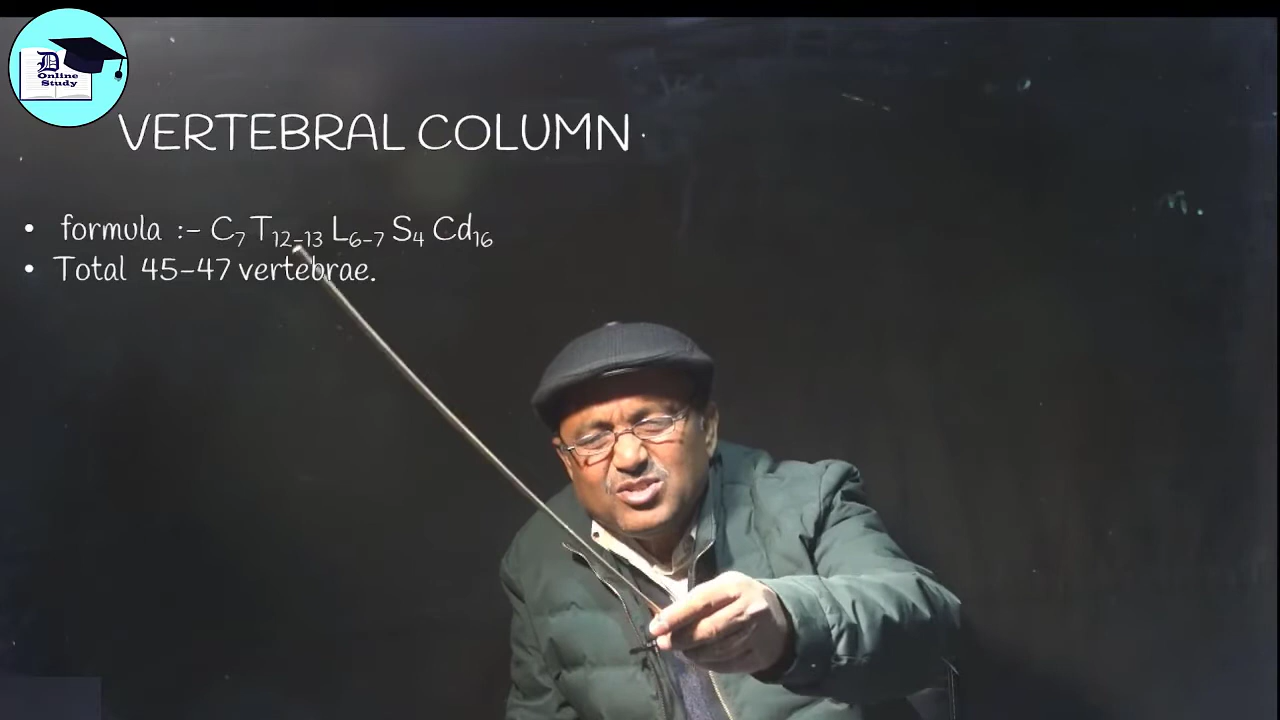 D
Online
Study
VERTEBRAL COLUMN
• formula :- C₇ T₁₂₋₁₃ L₆₋₇ S₄ Cd₁₆
• Total 45-47 vertebrae.